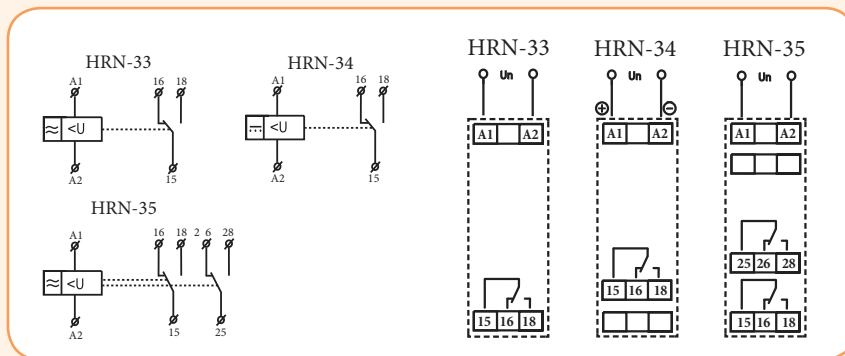 HRN-33
A1 16 18
≈ <U
A2 15
HRN-34
A1 16 18
<U
A2 15
HRN-35
A1 16 18 2 6 28
≈ <U
A2 15 25
HRN-33
Un
A1 A2
15 16 18
HRN-34
Un
+ −
A1 A2
15 16 18
HRN-35
Un
A1 A2
25 26 28
15 16 18